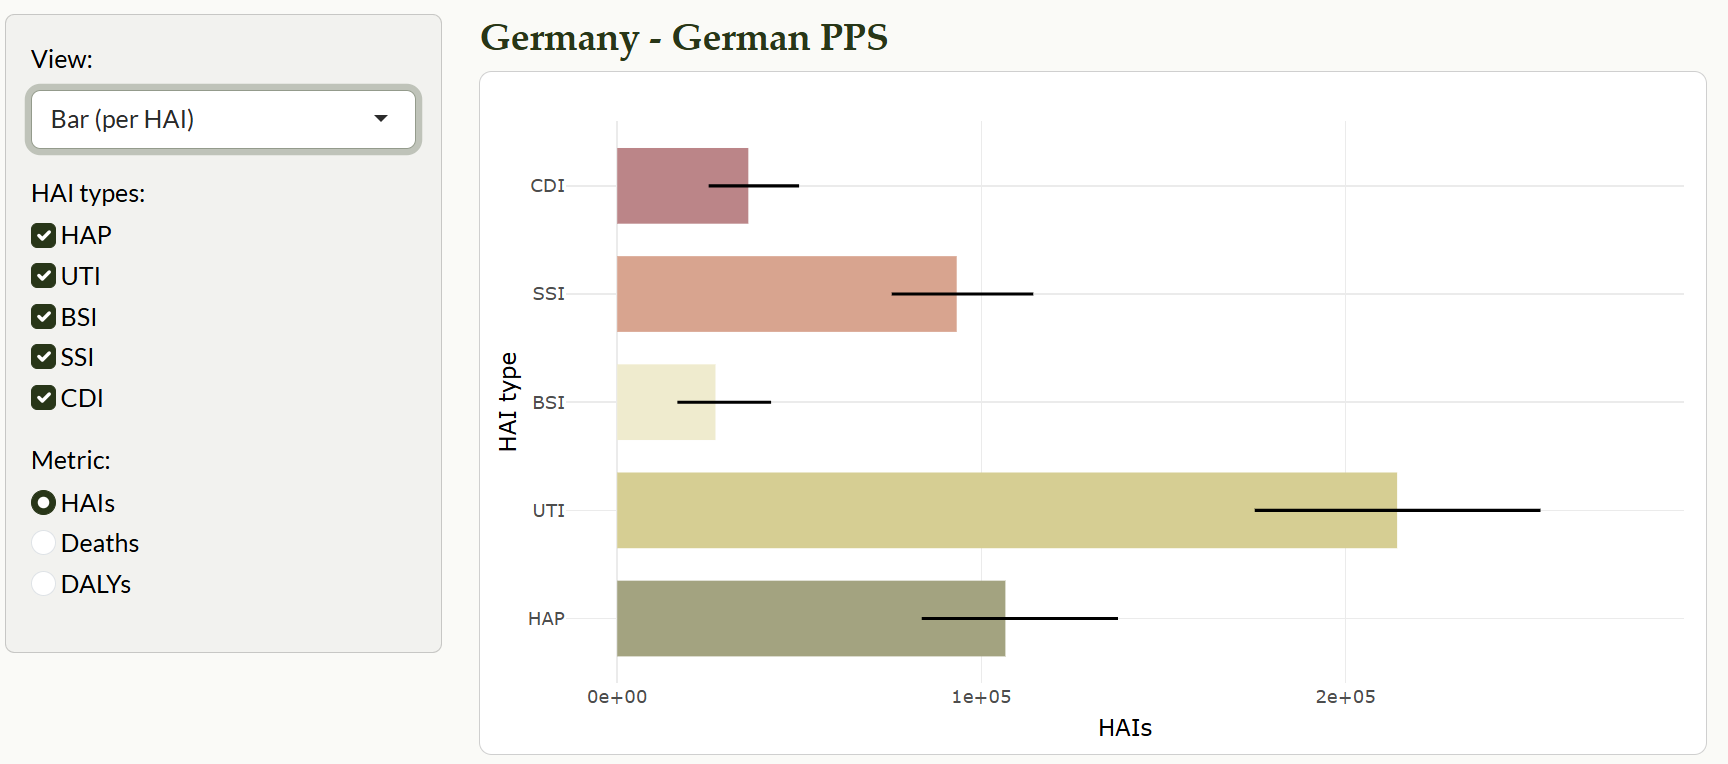 View:
Bar (per HAI)
HAI types:
HAP
UTI
BSI
SSI
CDI
Metric:
HAIs
Deaths
DALYs
Germany - German PPS
HAI type
CDI
SSI
BSI
UTI
HAP
0e+00 1e+05 2e+05
HAIs